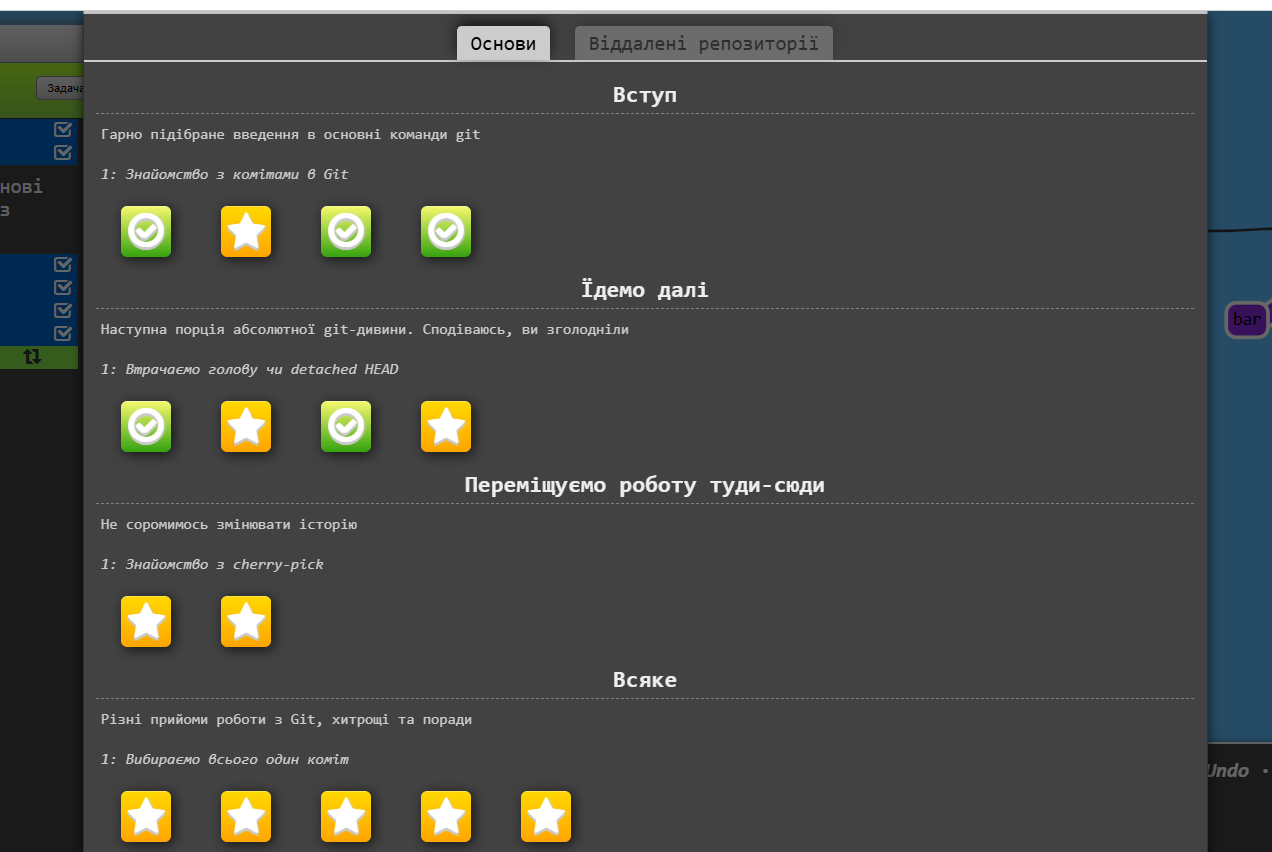 Основи Віддалені репозиторії
Задача
нові
з
Вступ
Гарно підібране введення в основні команди git
1: Знайомство з комітами в Git
Їдемо далі
Наступна порція абсолютної git-дивини. Сподіваюсь, ви зголодніли
1: Втрачаємо голову чи detached HEAD
bar
Переміщуємо роботу туди-сюди
Не соромимось змінювати історію
1: Знайомство з cherry-pick
Всяке
Різні прийоми роботи з Git, хитрощі та поради
1: Вибираємо всього один коміт
Undo •